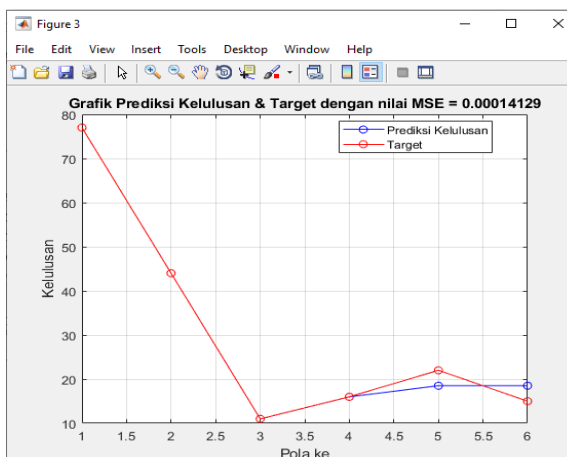 Figure 3
File Edit View Insert Tools Desktop Window Help
Grafik Prediksi Kelulusan & Target dengan nilai MSE = 0.00014129
Prediksi Kelulusan
Target
Kelulusan
80
70
60
50
40
30
20
10
1 1.5 2 2.5 3 3.5 4 4.5 5 5.5 6
Pola ke